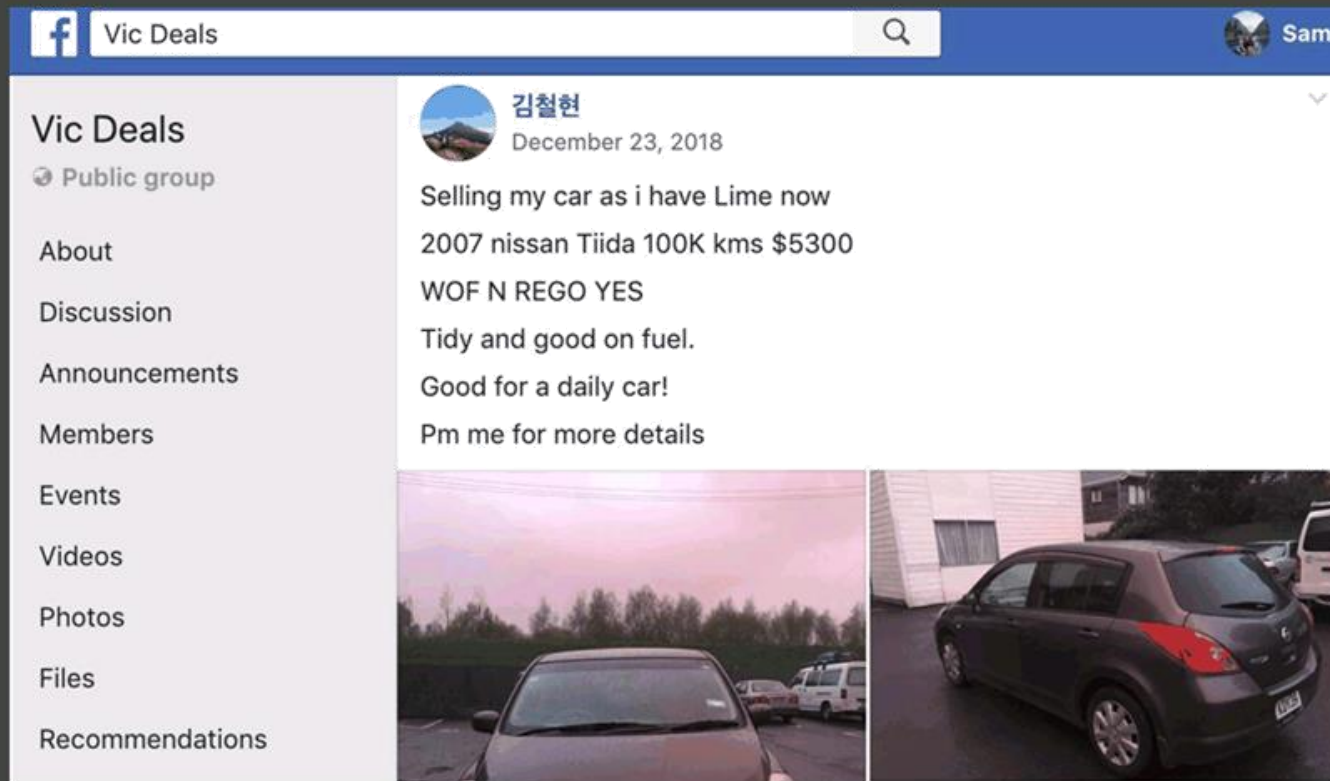 f
Vic Deals
Sam
Vic Deals
Public group
About
Discussion
Announcements
Members
Events
Videos
Photos
Files
Recommendations
김철현
December 23, 2018
Selling my car as i have Lime now
2007 nissan Tiida 100K kms $5300
WOF N REGO YES
Tidy and good on fuel.
Good for a daily car!
Pm me for more details